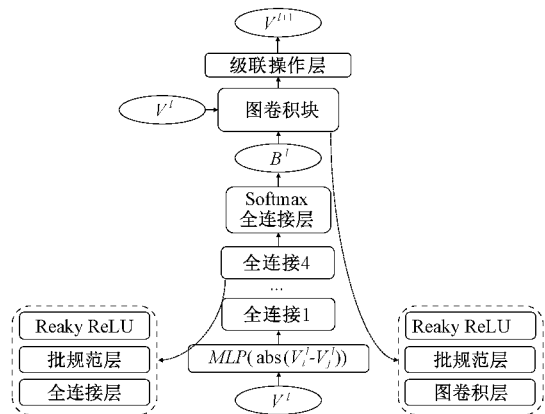 V^{l+1}
级联操作层
V^l
图卷积块
B^l
Softmax
全连接层
全连接4
...
全连接1
MLP(abs(V_i^l-V_j^l))
V^l
Reaky ReLU
批规范层
全连接层
Reaky ReLU
批规范层
图卷积层